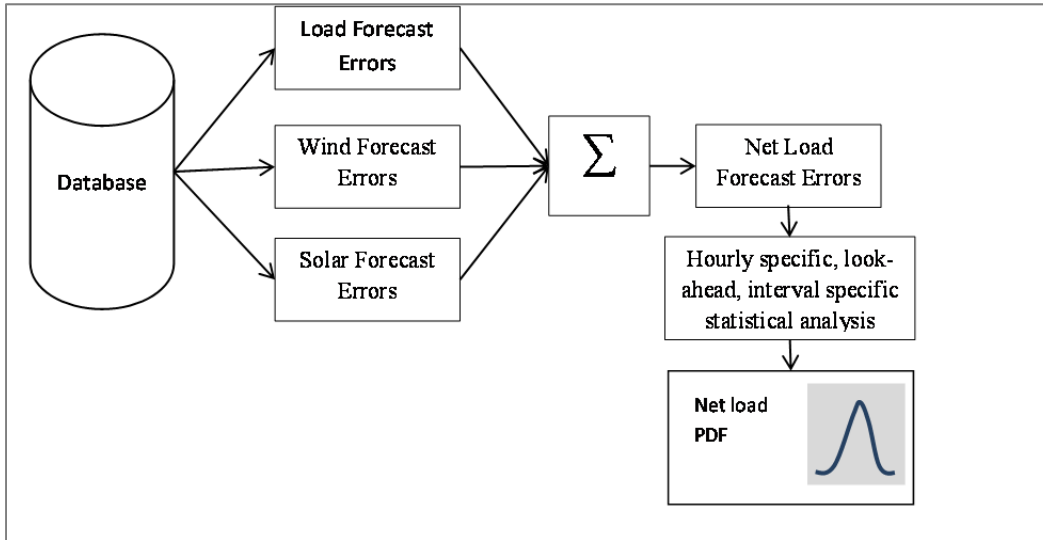 Load Forecast
Errors
Database
Wind Forecast
Errors
Solar Forecast
Errors
Σ
Net Load
Forecast Errors
Hourly specific, look-
ahead, interval specific
statistical analysis
Net load
PDF